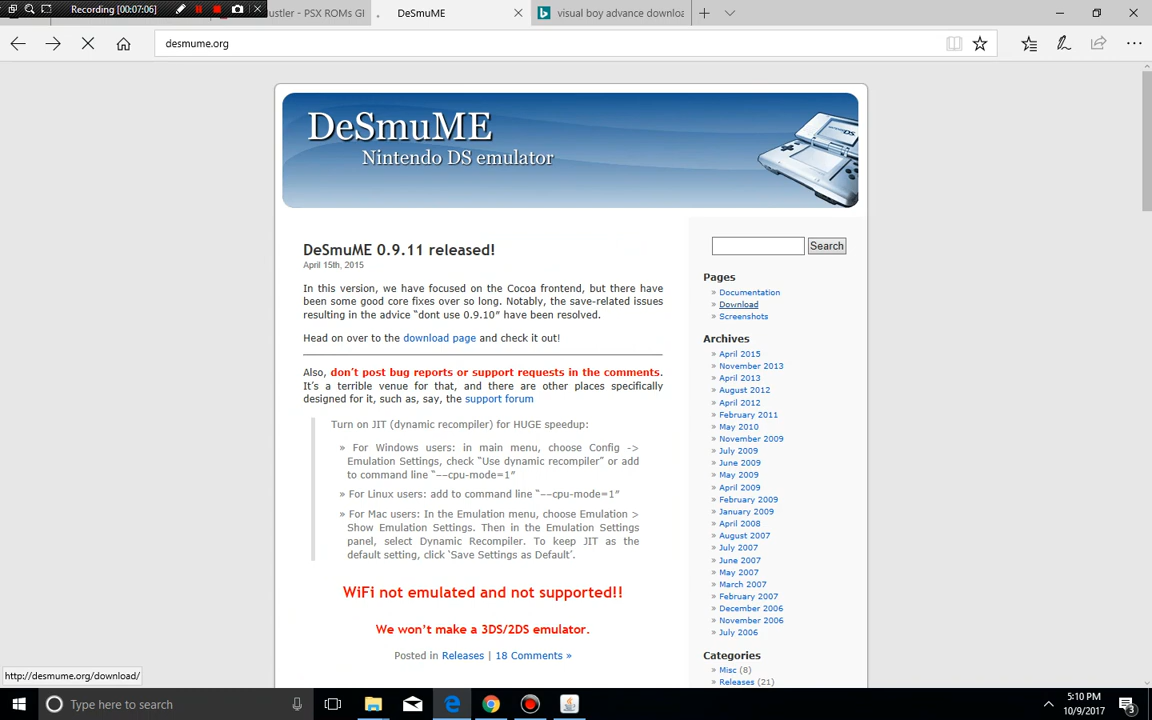 Recording [00:07:06]
ustler - PSX ROMs GI
DeSmuME
visual boy advance downloa
desmume.org
DeSmuME
Nintendo DS emulator
DeSmuME 0.9.11 released!
April 15th, 2015
In this version, we have focused on the Cocoa frontend, but there have
been some good core fixes over so long. Notably, the save-related issues
resulting in the advice "dont use 0.9.10" have been resolved.
Head on over to the download page and check it out!
Also, don't post bug reports or support requests in the comments.
It's a terrible venue for that, and there are other places specifically
designed for it, such as, say, the support forum
Turn on JIT (dynamic recompiler) for HUGE speedup:
» For Windows users: in main menu, choose Config ->
Emulation Settings, check "Use dynamic recompiler" or add
to command line "--cpu-mode=1"
» For Linux users: add to command line "--cpu-mode=1"
» For Mac users: In the Emulation menu, choose Emulation >
Show Emulation Settings. Then in the Emulation Settings
panel, select Dynamic Recompiler. To keep JIT as the
default setting, click 'Save Settings as Default'.
WiFi not emulated and not supported!!
We won't make a 3DS/2DS emulator.
Posted in Releases | 18 Comments »
Search
Pages
» Documentation
» Download
» Screenshots
Archives
» April 2015
» November 2013
» April 2013
» August 2012
» April 2012
» February 2011
» May 2010
» November 2009
» July 2009
» June 2009
» May 2009
» April 2009
» February 2009
» January 2009
» April 2008
» August 2007
» July 2007
» June 2007
» May 2007
» March 2007
» February 2007
» December 2006
» November 2006
» July 2006
Categories
» Misc (8)
» Releases (21)
http://desmume.org/download/
Type here to search
5:10 PM
10/9/2017
3